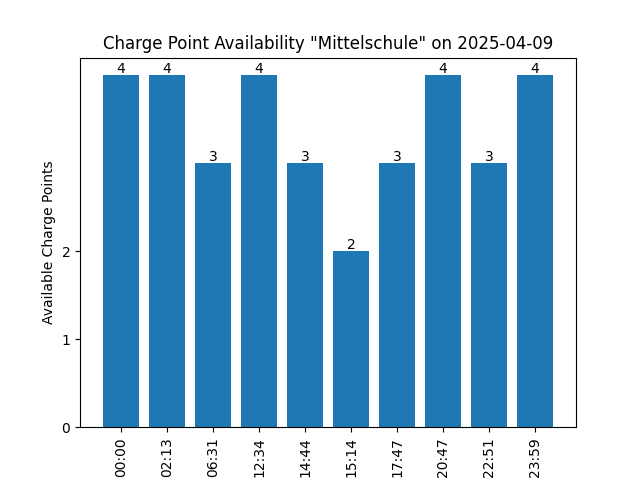 Charge Point Availability "Mittelschule" on 2025-04-09
4 4 3 4 3 2 3 4 3 4
Available Charge Points
2
1
0
00:00 02:13 06:31 12:34 14:44 15:14 17:47 20:47 22:51 23:59